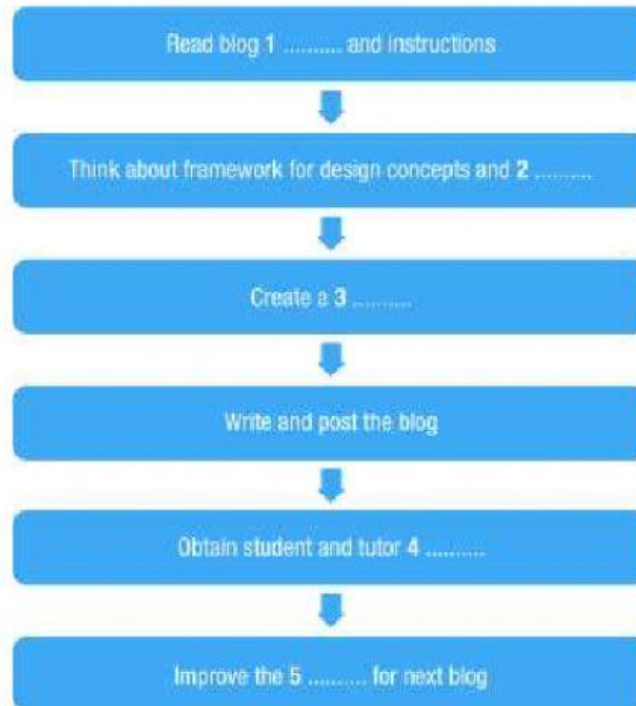 Read blog 1 .......... and instructions
Think about framework for design concepts and 2 ..........
Create a 3 ..........
Write and post the blog
Obtain student and tutor 4 ..........
Improve the 5 .......... for next blog